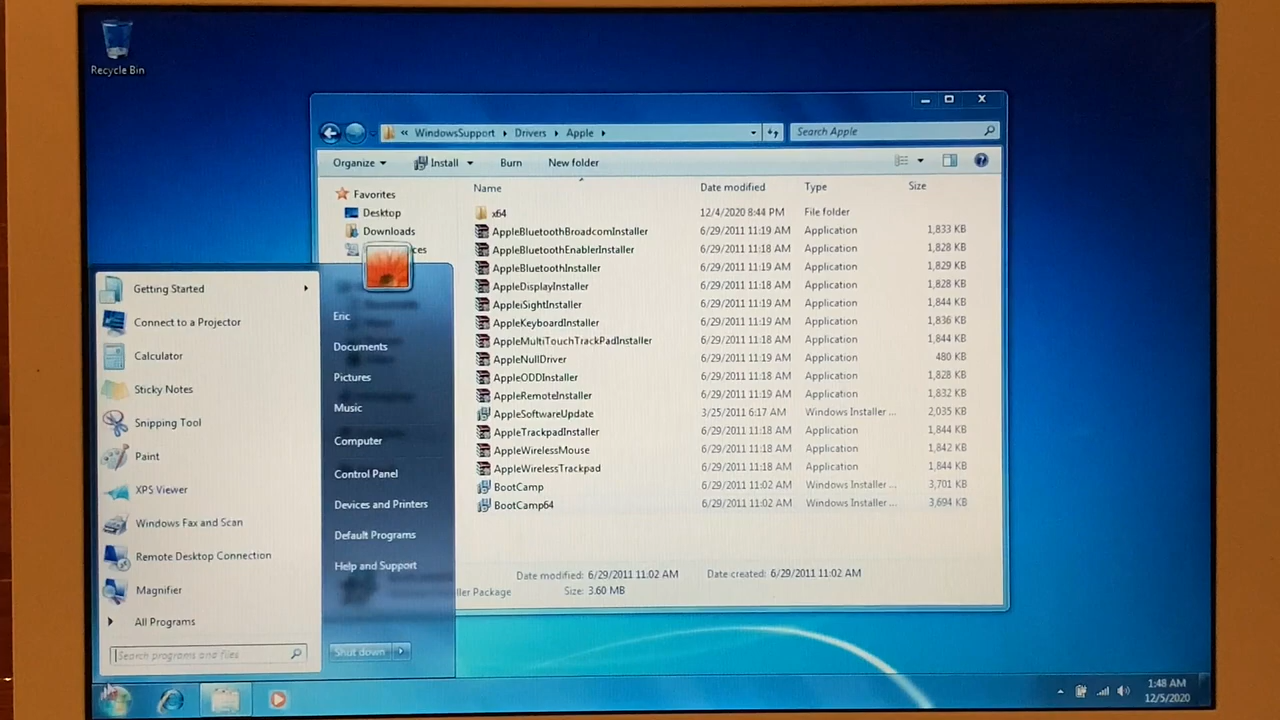 Recycle Bin
« WindowsSupport Drivers Apple
Search Apple
Organize Install Burn New folder
Name Date modified Type Size
Favorites
Desktop
Downloads
x64 12/4/2020 8:44 PM File folder
AppleBluetoothBroadcomInstaller 6/29/2011 11:19 AM Application 1,833 KB
AppleBluetoothEnablerInstaller 6/29/2011 11:18 AM Application 1,828 KB
AppleBluetoothInstaller 6/29/2011 11:19 AM Application 1,829 KB
AppleDisplayInstaller 6/29/2011 11:18 AM Application 1,828 KB
AppleiSightInstaller 6/29/2011 11:19 AM Application 1,844 KB
AppleKeyboardInstaller 6/29/2011 11:19 AM Application 1,836 KB
AppleMultiTouchTrackPadInstaller 6/29/2011 11:18 AM Application 1,844 KB
AppleNullDriver 6/29/2011 11:19 AM Application 480 KB
AppleODDInstaller 6/29/2011 11:18 AM Application 1,828 KB
AppleRemoteInstaller 6/29/2011 11:19 AM Application 1,832 KB
AppleSoftwareUpdate 3/25/2011 6:17 AM Windows Installer ... 2,035 KB
AppleTrackpadInstaller 6/29/2011 11:18 AM Application 1,844 KB
AppleWirelessMouse 6/29/2011 11:18 AM Application 1,842 KB
AppleWirelessTrackpad 6/29/2011 11:18 AM Application 1,844 KB
BootCamp 6/29/2011 11:02 AM Windows Installer ... 3,701 KB
BootCamp64 6/29/2011 11:02 AM Windows Installer ... 3,694 KB
Date modified: 6/29/2011 11:02 AM Date created: 6/29/2011 11:02 AM
Package Size: 3.60 MB
Getting Started
Connect to a Projector
Calculator
Sticky Notes
Snipping Tool
Paint
XPS Viewer
Windows Fax and Scan
Remote Desktop Connection
Magnifier
All Programs
Search programs and files
Eric
Documents
Pictures
Music
Computer
Control Panel
Devices and Printers
Default Programs
Help and Support
Shut down
1:48 AM
12/5/2020